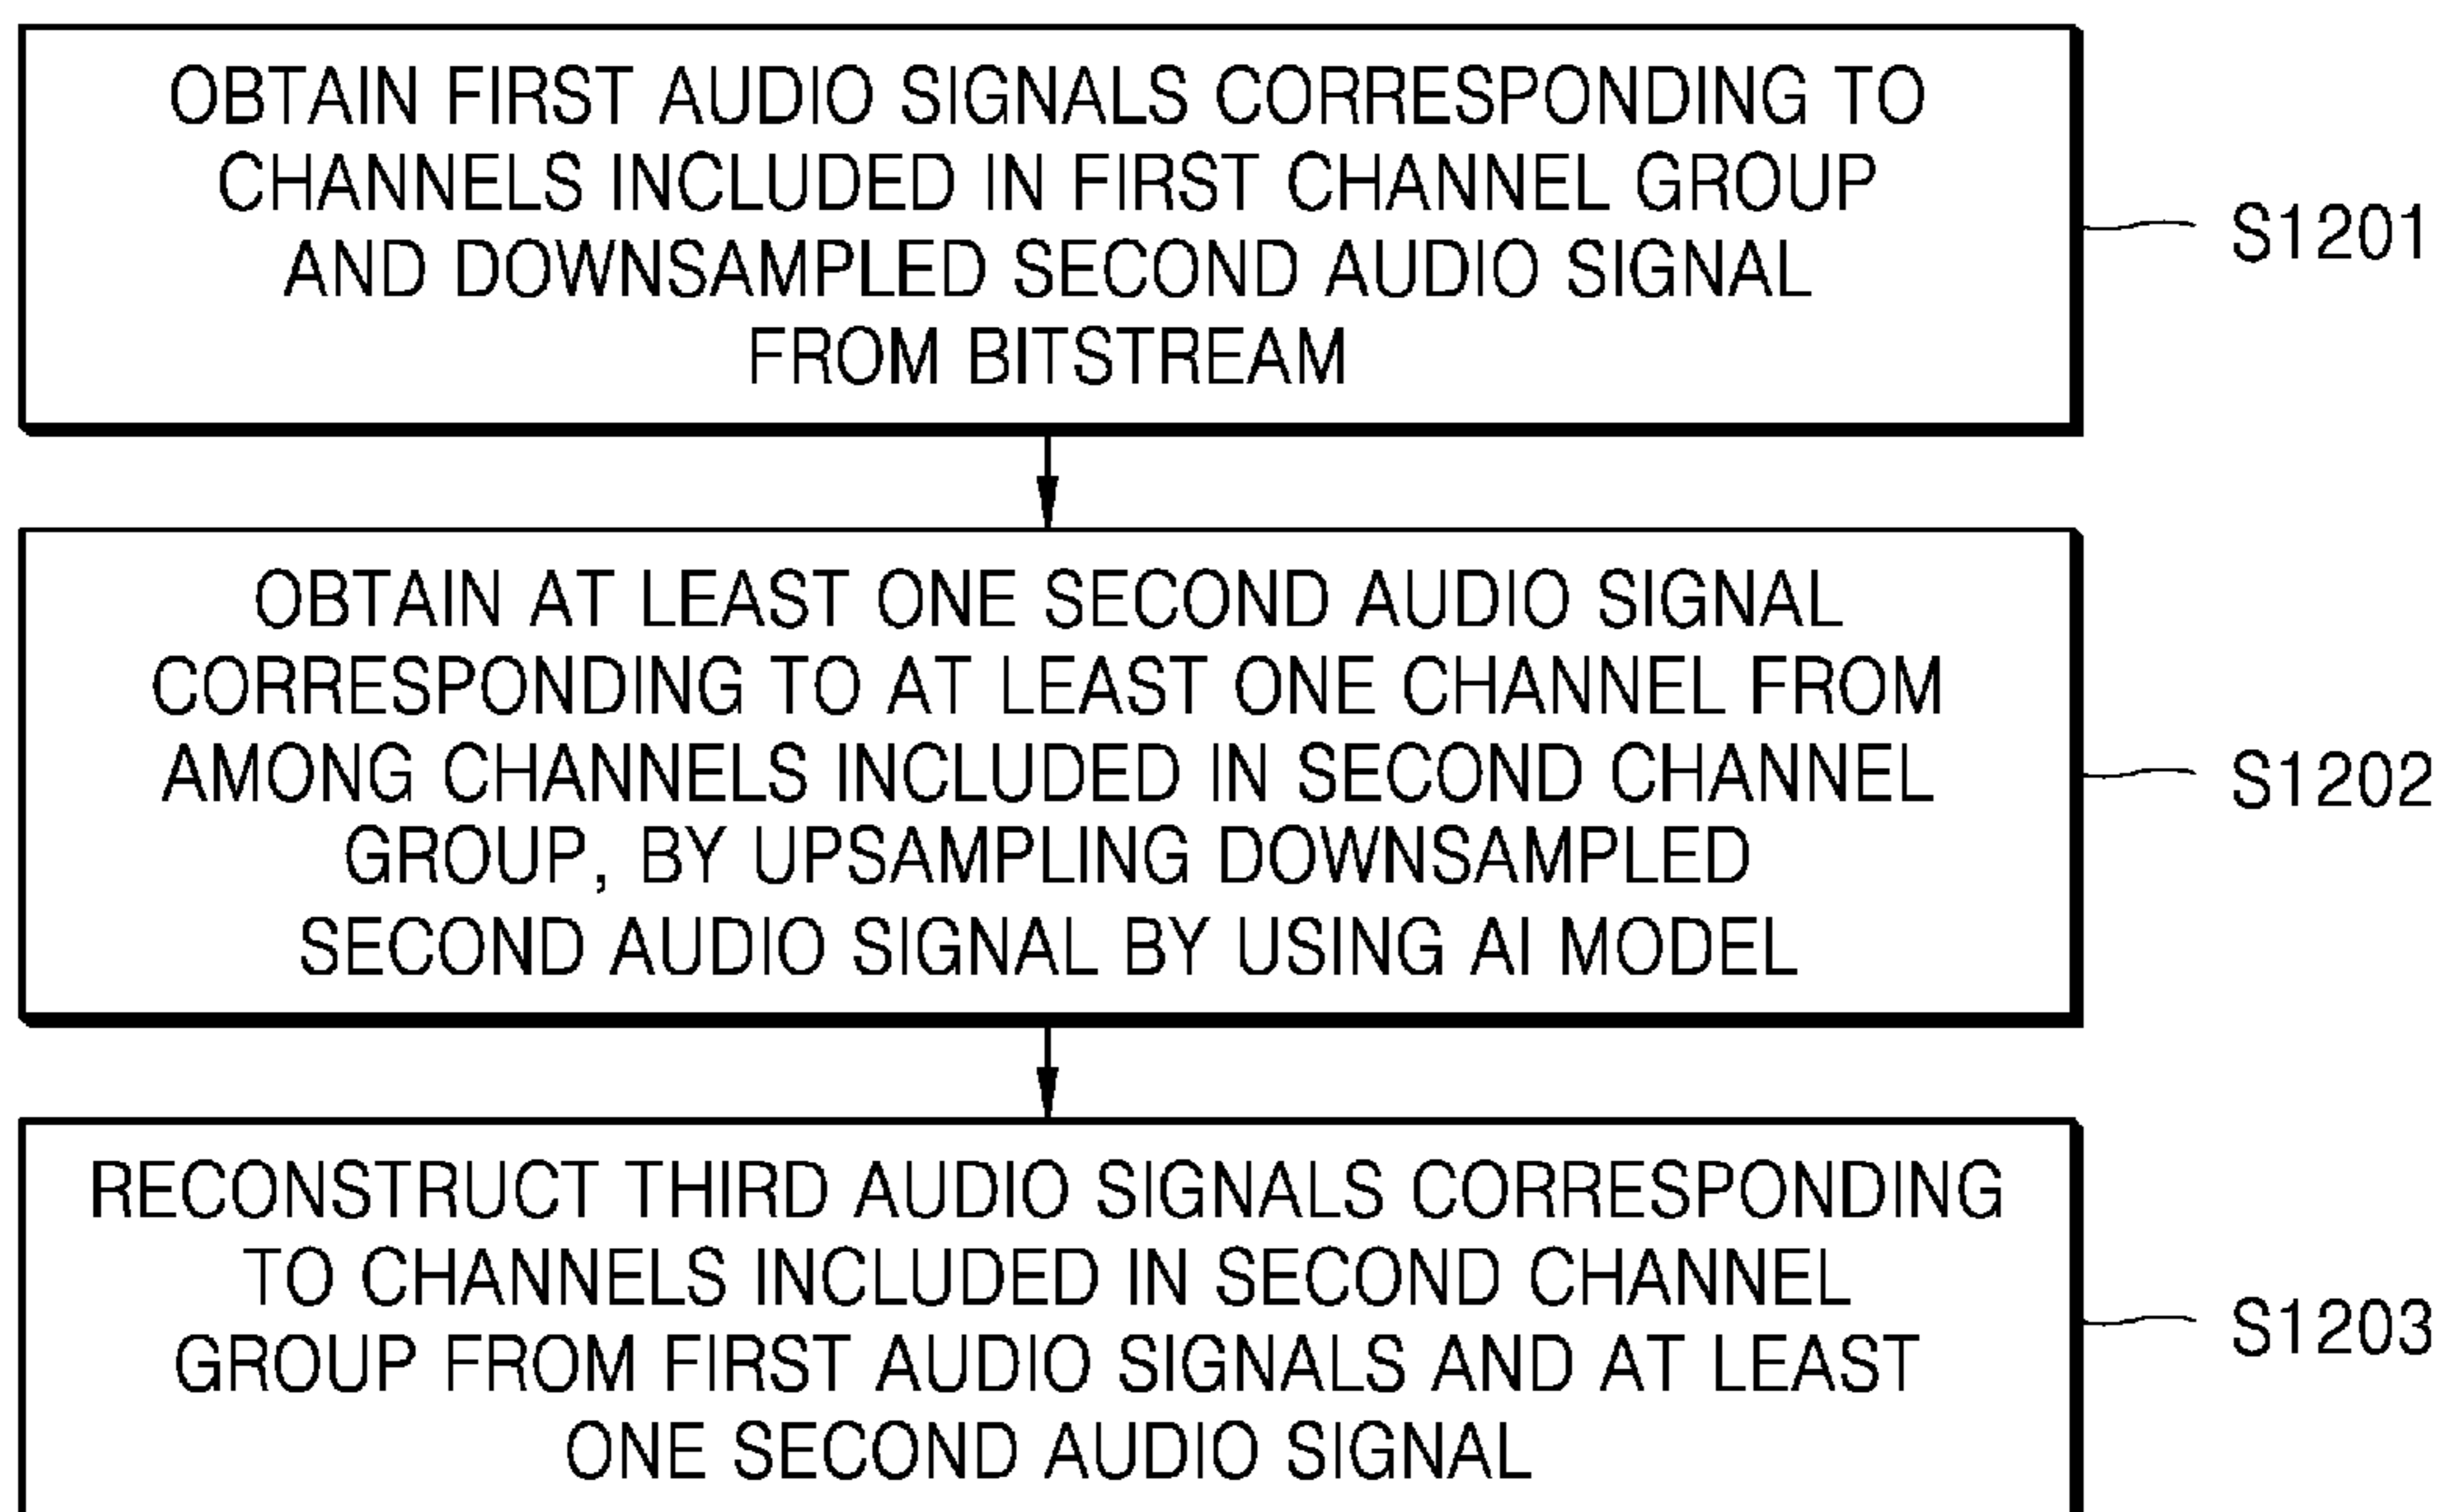 OBTAIN FIRST AUDIO SIGNALS CORRESPONDING TO
CHANNELS INCLUDED IN FIRST CHANNEL GROUP
AND DOWNSAMPLED SECOND AUDIO SIGNAL
FROM BITSTREAM
S1201
OBTAIN AT LEAST ONE SECOND AUDIO SIGNAL
CORRESPONDING TO AT LEAST ONE CHANNEL FROM
AMONG CHANNELS INCLUDED IN SECOND CHANNEL
GROUP, BY UPSAMPLING DOWNSAMPLED
SECOND AUDIO SIGNAL BY USING AI MODEL
S1202
RECONSTRUCT THIRD AUDIO SIGNALS CORRESPONDING
TO CHANNELS INCLUDED IN SECOND CHANNEL
GROUP FROM FIRST AUDIO SIGNALS AND AT LEAST
ONE SECOND AUDIO SIGNAL
S1203